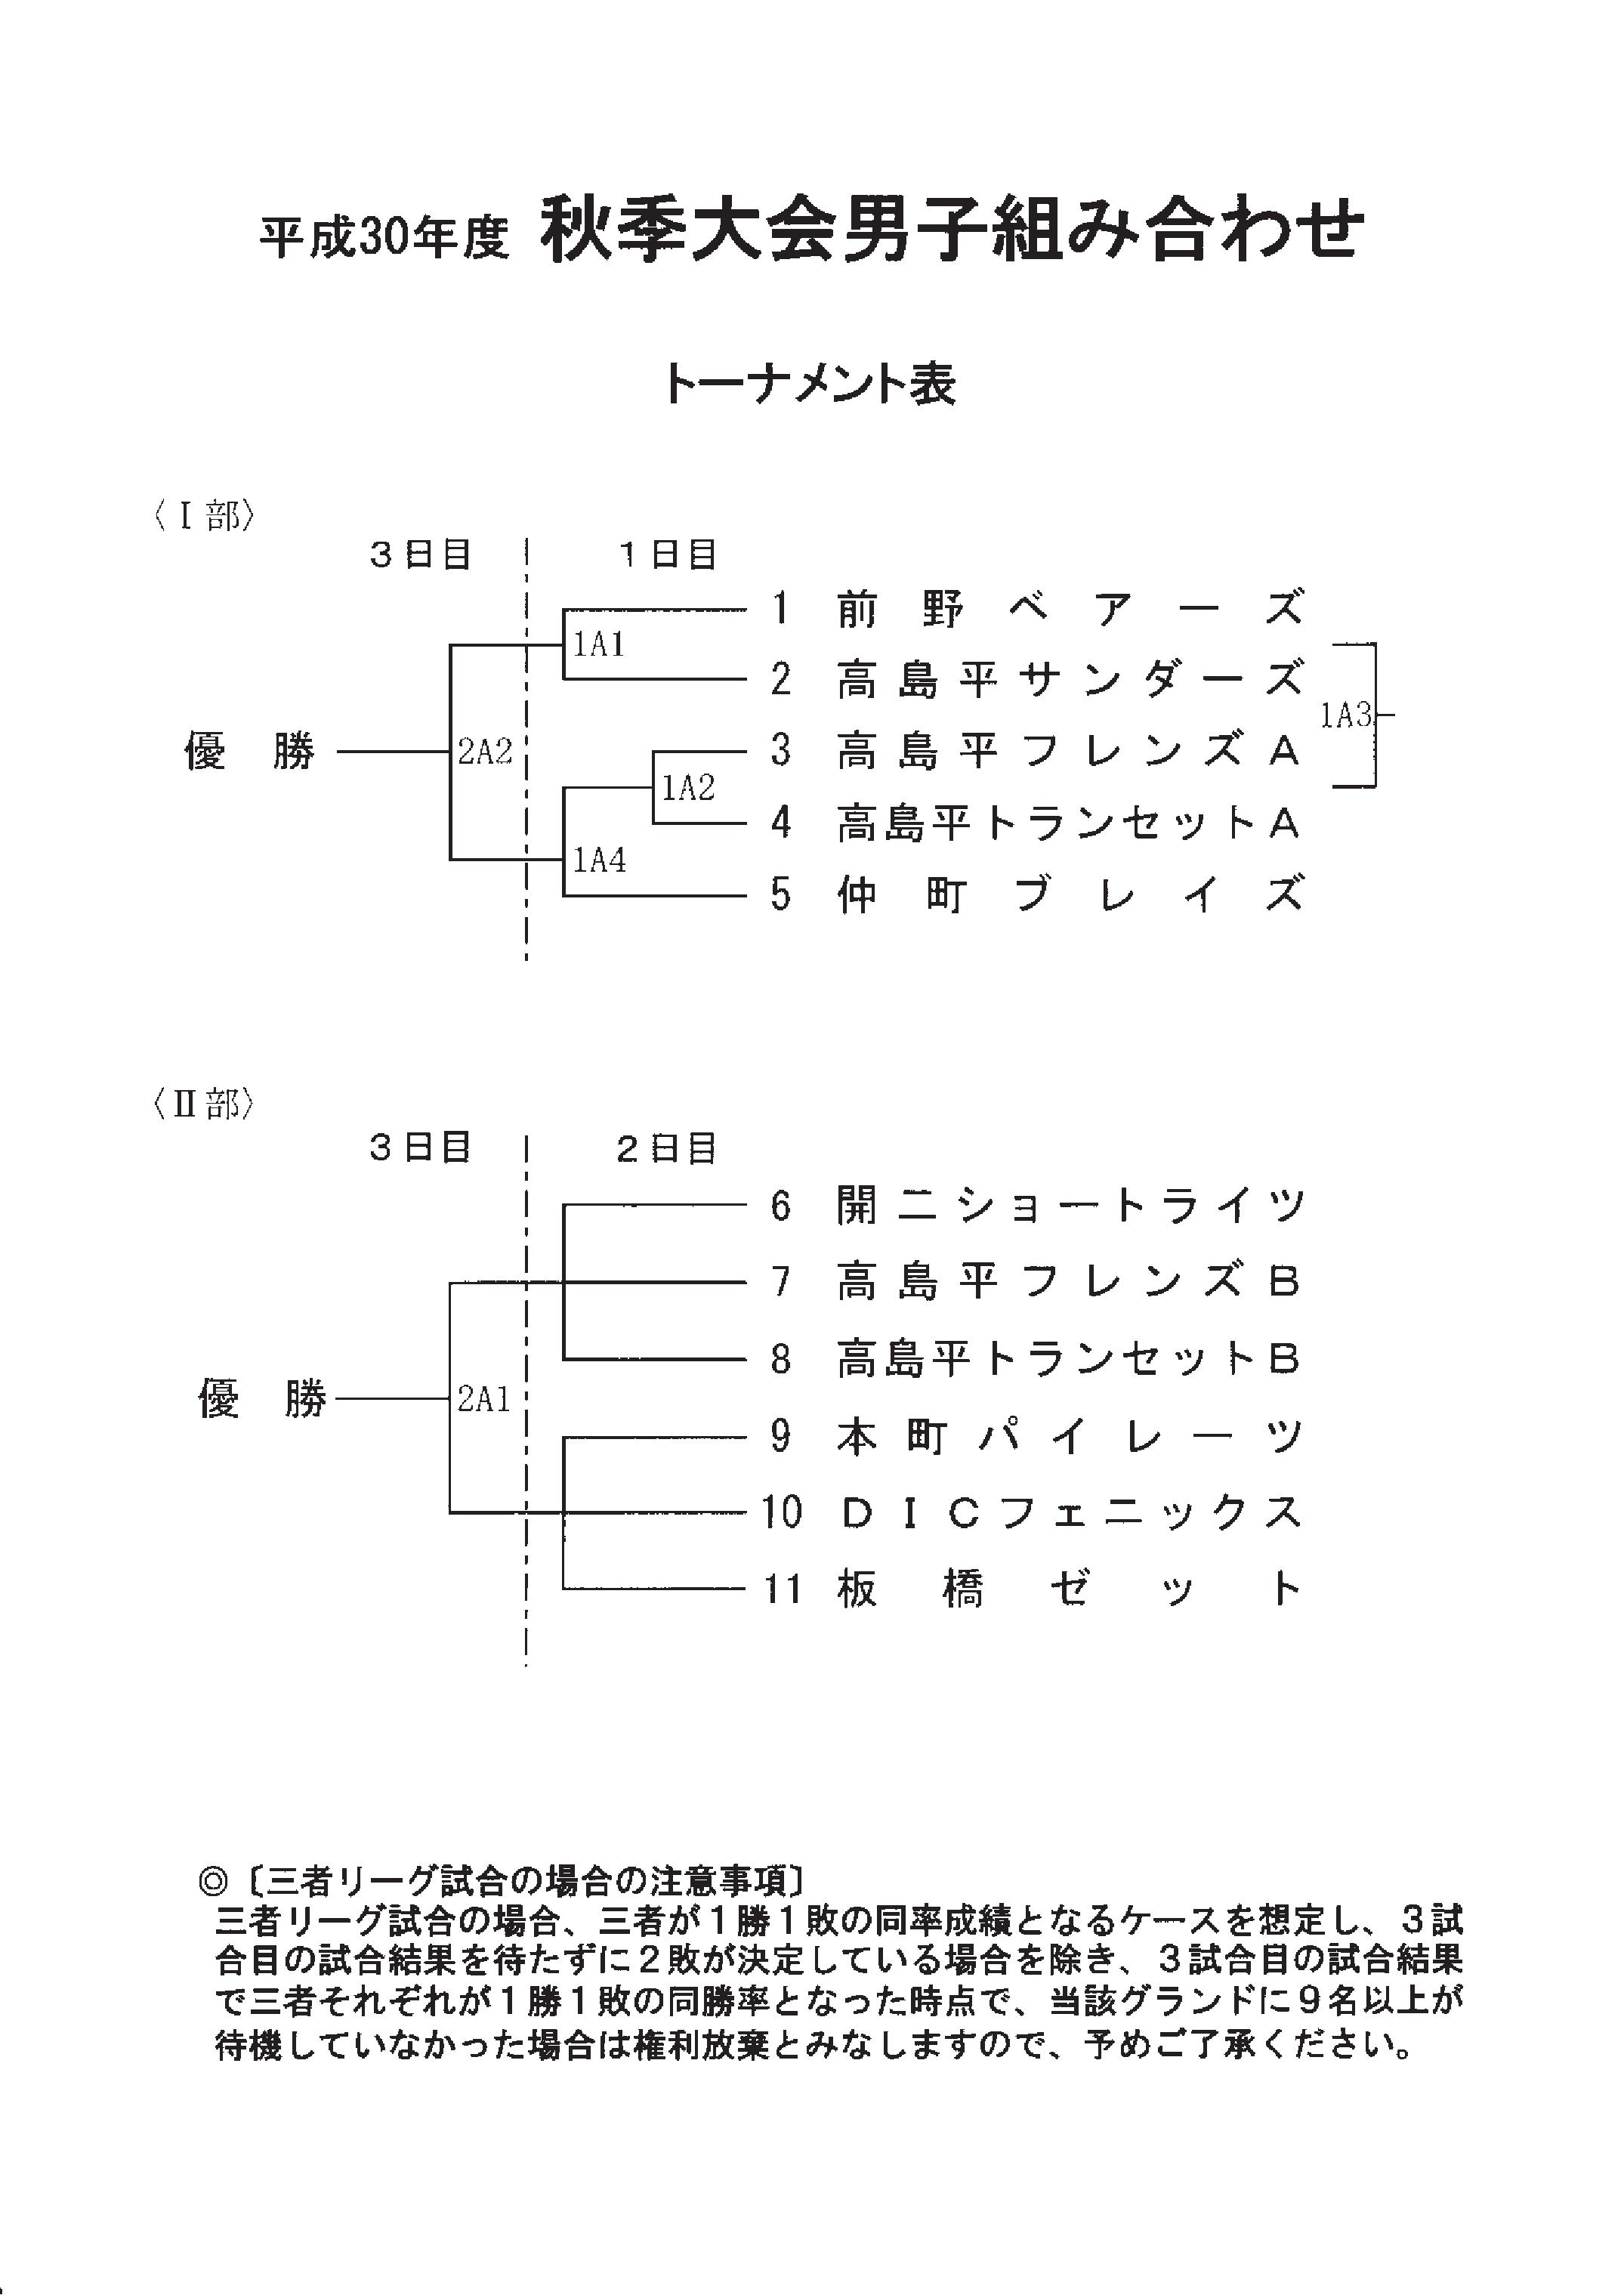 平成30年度 秋季大会男子組み合わせ
トーナメント表
〈Ⅰ部〉
3日目 1日目
1 前野ベアーズ
1A1
2 高島平サンダーズ
1A3
優勝 2A2 3 高島平フレンズA
1A2
4 高島平トランセットA
1A4
5 仲町ブレイズ
〈Ⅱ部〉
3日目 2日目
6 開二ショートライツ
7 高島平フレンズB
8 高島平トランセットB
優勝 2A1
9 本町パイレーツ
10 DICフェニックス
11 板橋ゼット
◎〔三者リーグ試合の場合の注意事項〕
三者リーグ試合の場合、三者が1勝1敗の同率成績となるケースを想定し、3試
合目の試合結果を待たずに2敗が決定している場合を除き、3試合目の試合結果
で三者それぞれが1勝1敗の同勝率となった時点で、当該グランドに9名以上が
待機していなかった場合は権利放棄とみなしますので、予めご了承ください。